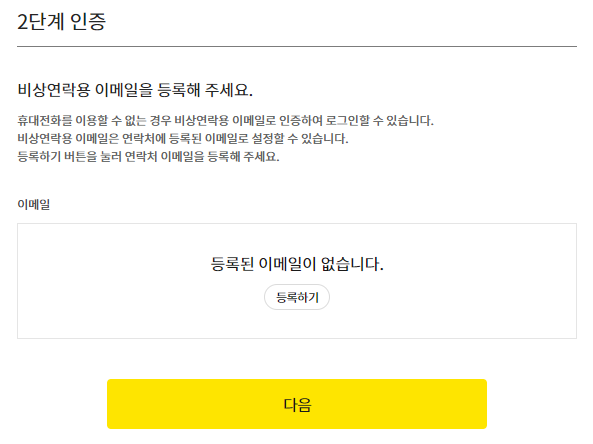 2단계 인증
비상연락용 이메일을 등록해 주세요.
휴대전화를 이용할 수 없는 경우 비상연락용 이메일로 인증하여 로그인할 수 있습니다.
비상연락용 이메일은 연락처에 등록된 이메일로 설정할 수 있습니다.
등록하기 버튼을 눌러 연락처 이메일을 등록해 주세요.
이메일
등록된 이메일이 없습니다.
등록하기
다음